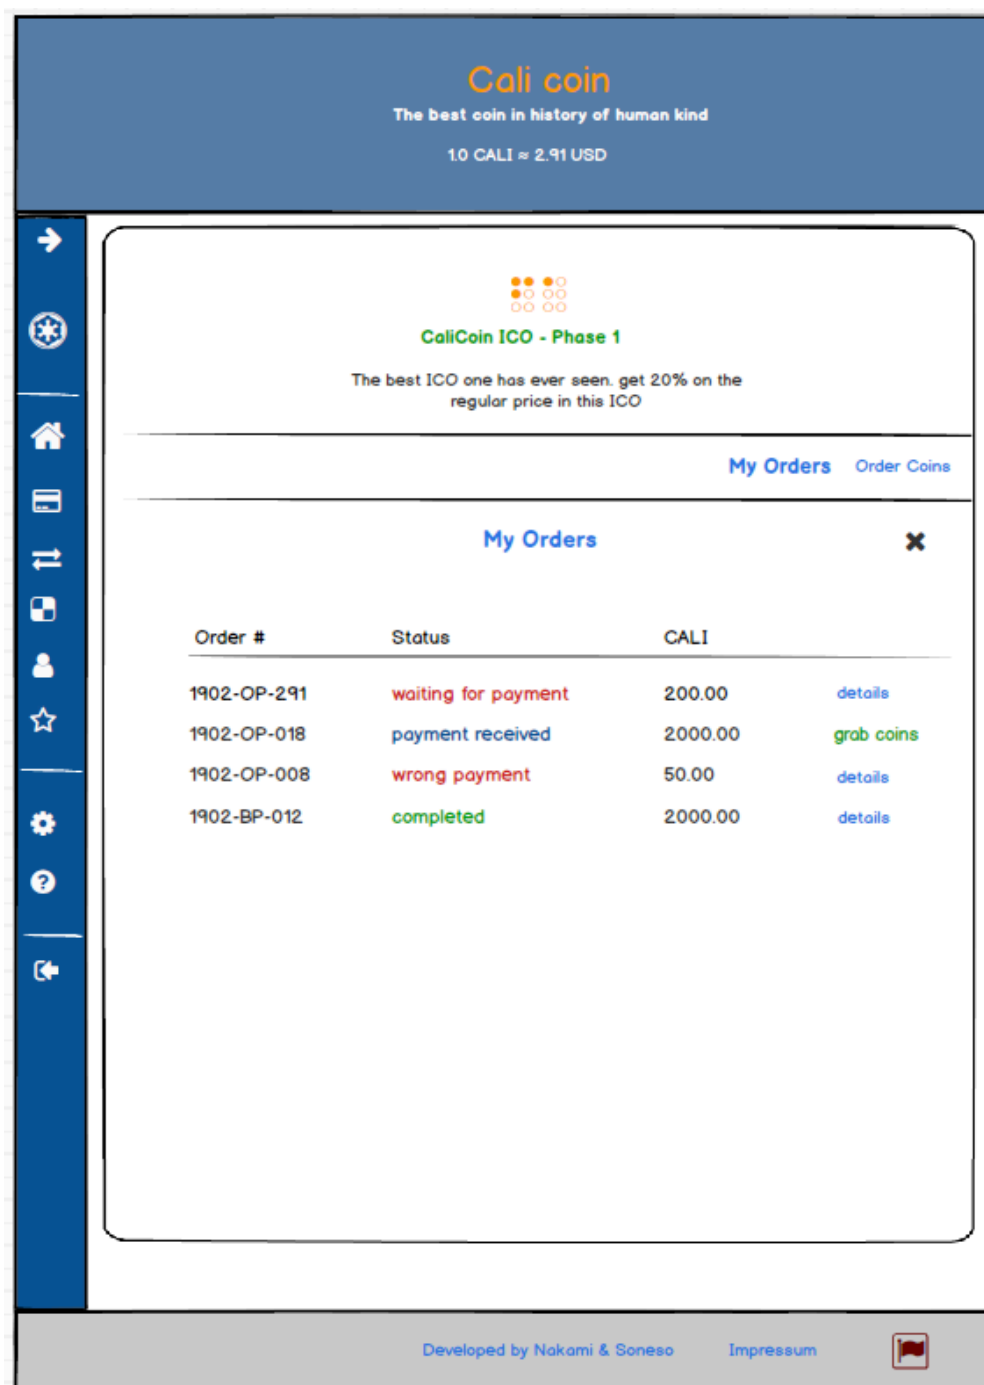 Cali coin
The best coin in history of human kind
1.0 CALI ≈ 2.91 USD
CaliCoin ICO - Phase 1
The best ICO one has ever seen. get 20% on the
regular price in this ICO
My Orders Order Coins
My Orders
Order # Status CALI
1902-OP-291 waiting for payment 200.00 details
1902-OP-018 payment received 2000.00 grab coins
1902-OP-008 wrong payment 50.00 details
1902-BP-012 completed 2000.00 details
Developed by Nakami & Soneso Impressum